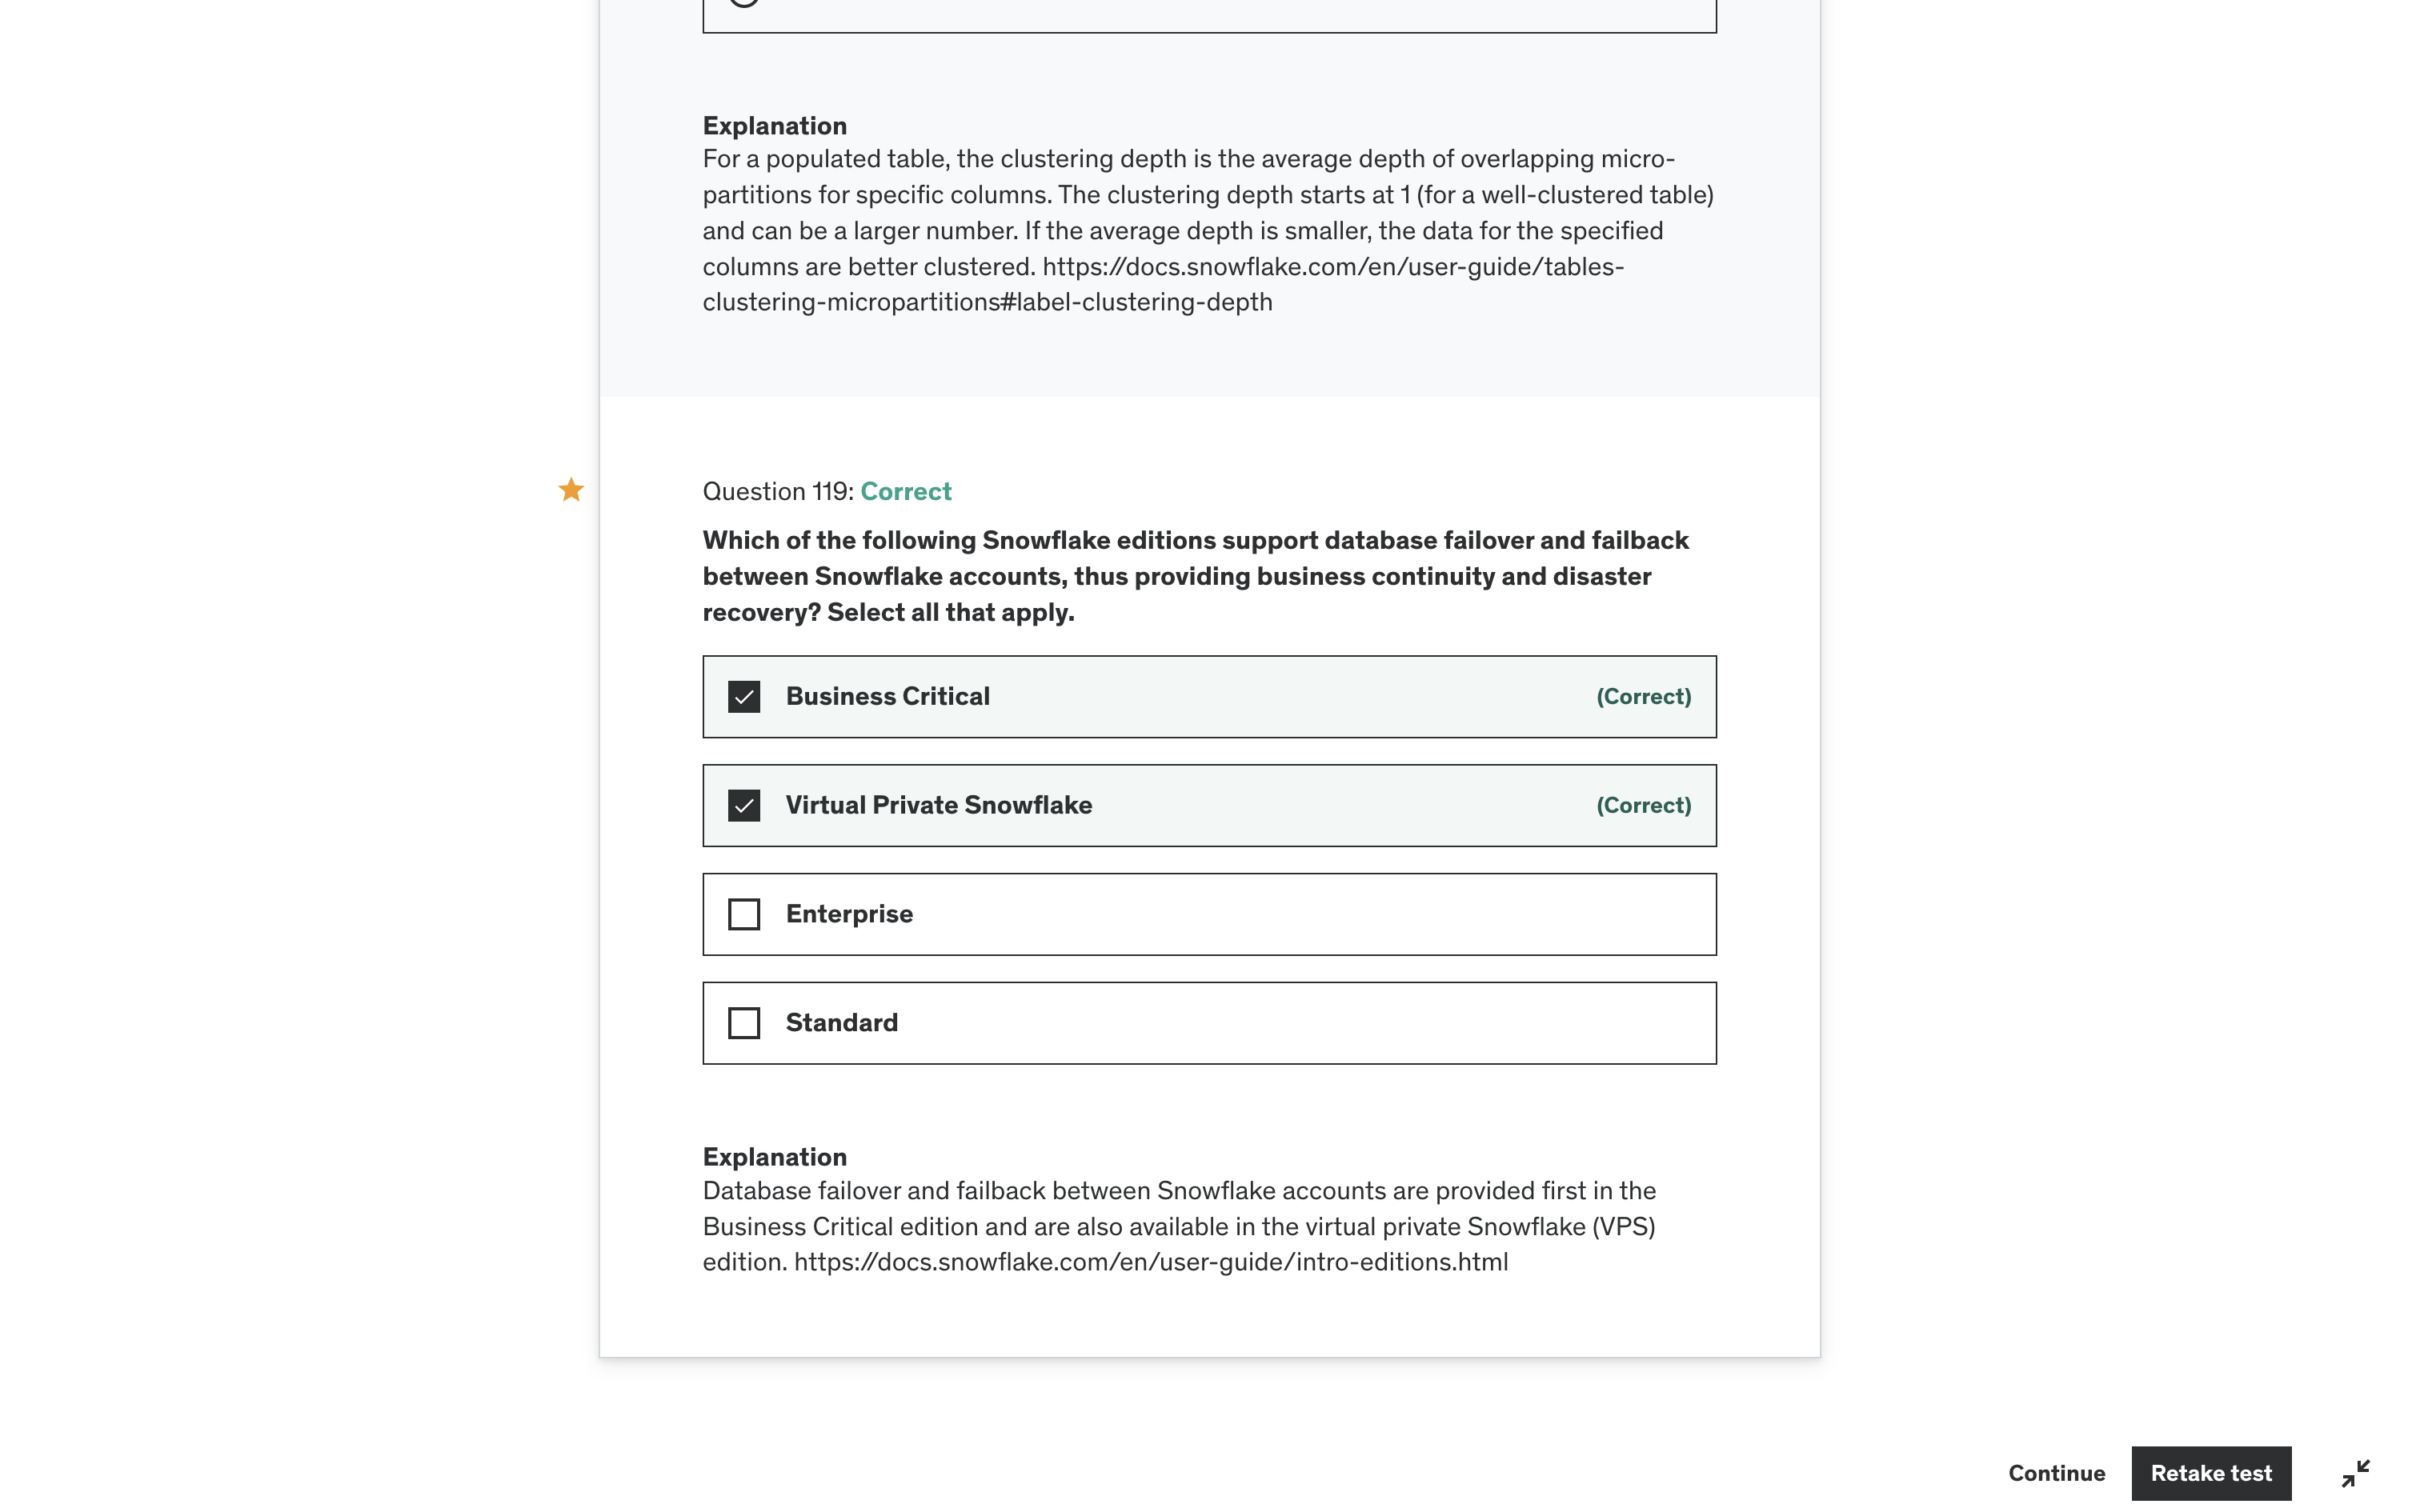 Explanation
For a populated table, the clustering depth is the average depth of overlapping micro-
partitions for specific columns. The clustering depth starts at 1 (for a well-clustered table)
and can be a larger number. If the average depth is smaller, the data for the specified
columns are better clustered. https://docs.snowflake.com/en/user-guide/tables-
clustering-micropartitions#label-clustering-depth
Question 119: Correct
Which of the following Snowflake editions support database failover and failback
between Snowflake accounts, thus providing business continuity and disaster
recovery? Select all that apply.
Business Critical (Correct)
Virtual Private Snowflake (Correct)
Enterprise
Standard
Explanation
Database failover and failback between Snowflake accounts are provided first in the
Business Critical edition and are also available in the virtual private Snowflake (VPS)
edition. https://docs.snowflake.com/en/user-guide/intro-editions.html
Continue Retake test